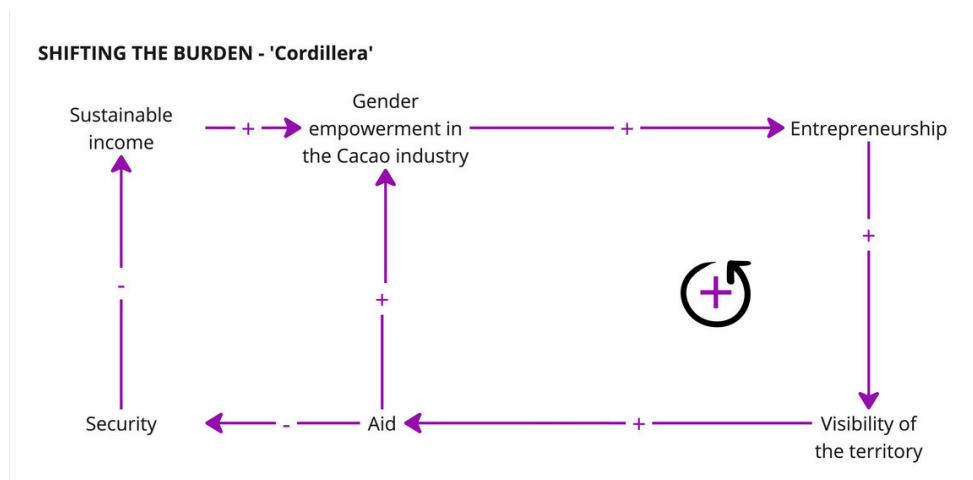 SHIFTING THE BURDEN - 'Cordillera'
Sustainable
income
+
Gender
empowerment in
the Cacao industry
+
Entrepreneurship
-
+
+
+
Security
-
Aid
+
Visibility of
the territory